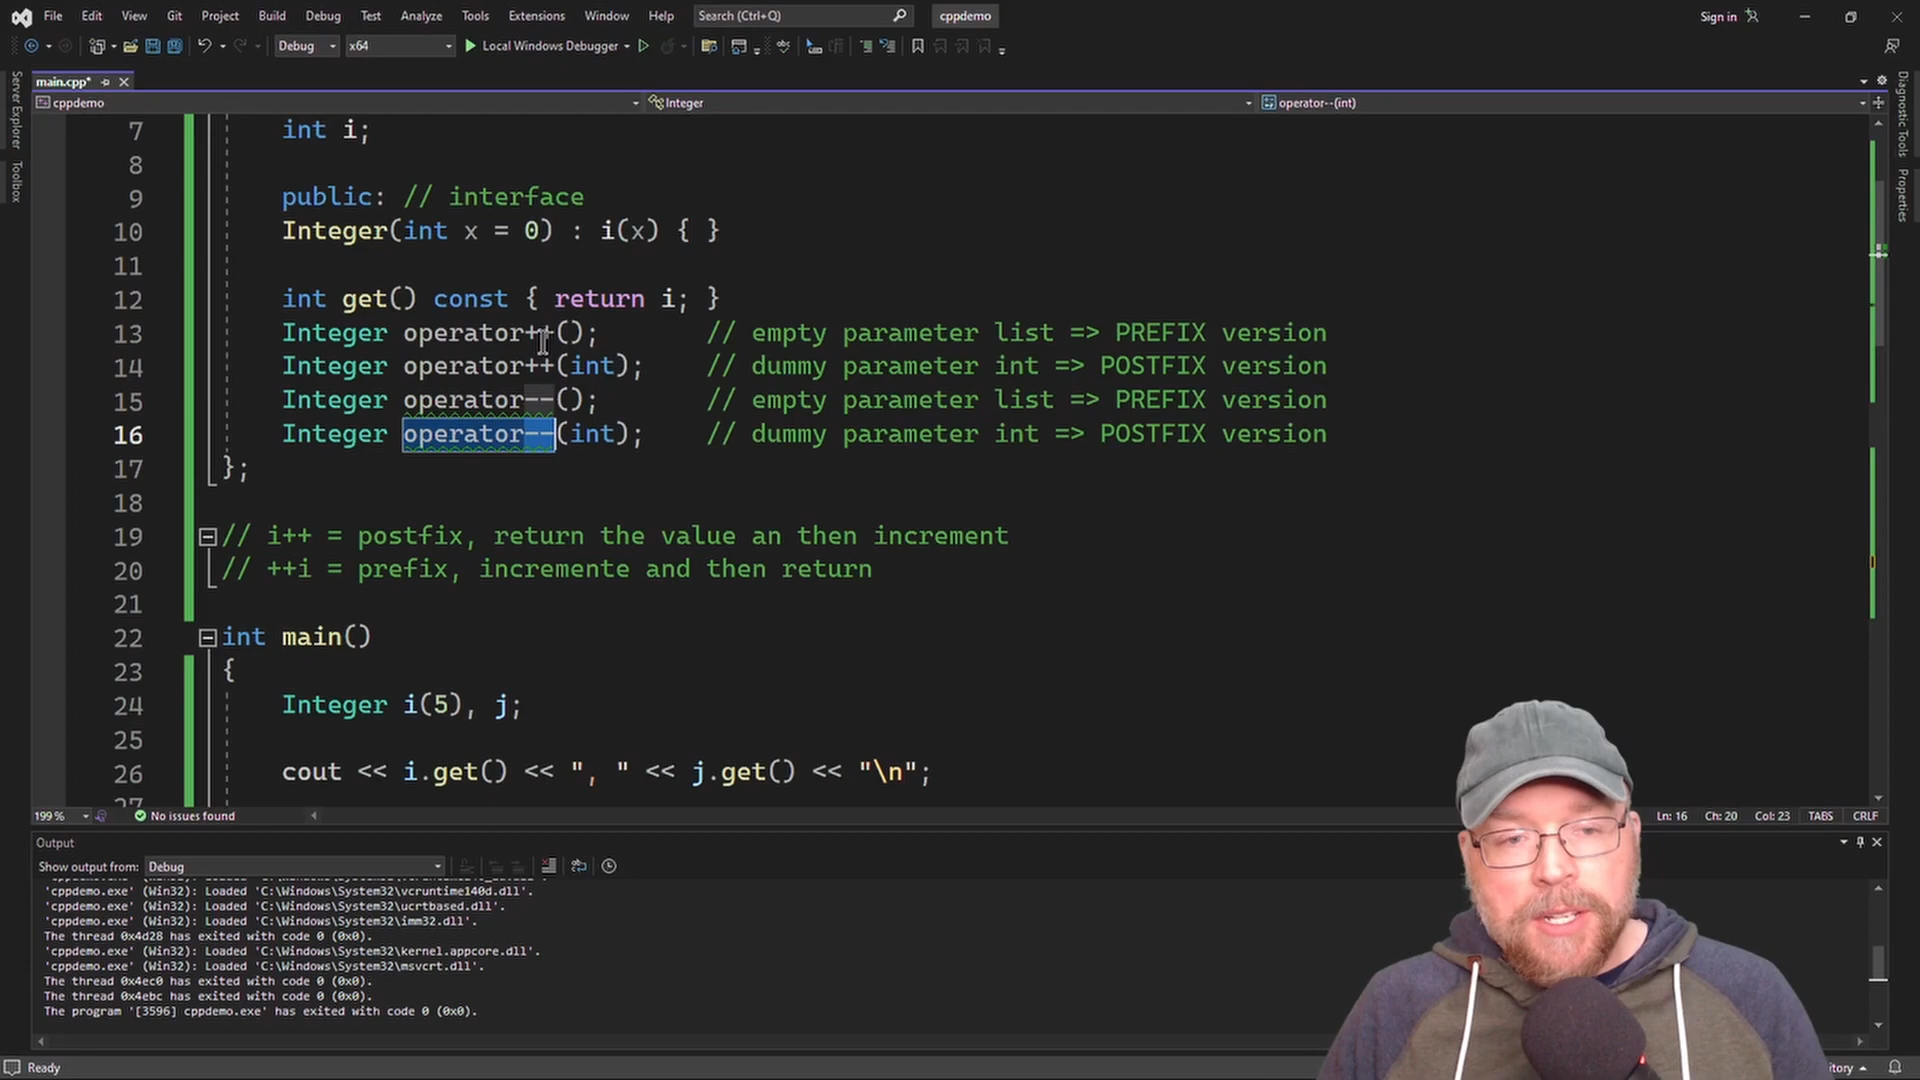 File Edit View Git Project Build Debug Test Analyze Tools Extensions Window Help Search (Ctrl+Q) cppdemo Sign in
Debug x64 Local Windows Debugger
main.cpp*
cppdemo Integer operator--(int)
Server Explorer
Toolbox
Diagnostic Tools
Properties
7 int i;
8
9 public: // interface
10 Integer(int x = 0) : i(x) { }
11
12 int get() const { return i; }
13 Integer operator++(); // empty parameter list => PREFIX version
14 Integer operator++(int); // dummy parameter int => POSTFIX version
15 Integer operator--(); // empty parameter list => PREFIX version
16 Integer operator--(int); // dummy parameter int => POSTFIX version
17 };
18
19 // i++ = postfix, return the value an then increment
20 // ++i = prefix, incremente and then return
21
22 int main()
23 {
24 Integer i(5), j;
25
26 cout << i.get() << ", " << j.get() << "\n";
27
199 % No issues found Ln: 16 Ch: 20 Col: 23 TABS CRLF
Output
Show output from: Debug
'cppdemo.exe' (Win32): Loaded 'C:\Windows\System32\vcruntime140d.dll'.
'cppdemo.exe' (Win32): Loaded 'C:\Windows\System32\ucrtbased.dll'.
'cppdemo.exe' (Win32): Loaded 'C:\Windows\System32\imm32.dll'.
The thread 0x4d28 has exited with code 0 (0x0).
'cppdemo.exe' (Win32): Loaded 'C:\Windows\System32\kernel.appcore.dll'.
'cppdemo.exe' (Win32): Loaded 'C:\Windows\System32\msvcrt.dll'.
The thread 0x4ec0 has exited with code 0 (0x0).
The thread 0x4ebc has exited with code 0 (0x0).
The program '[3596] cppdemo.exe' has exited with code 0 (0x0).
Ready